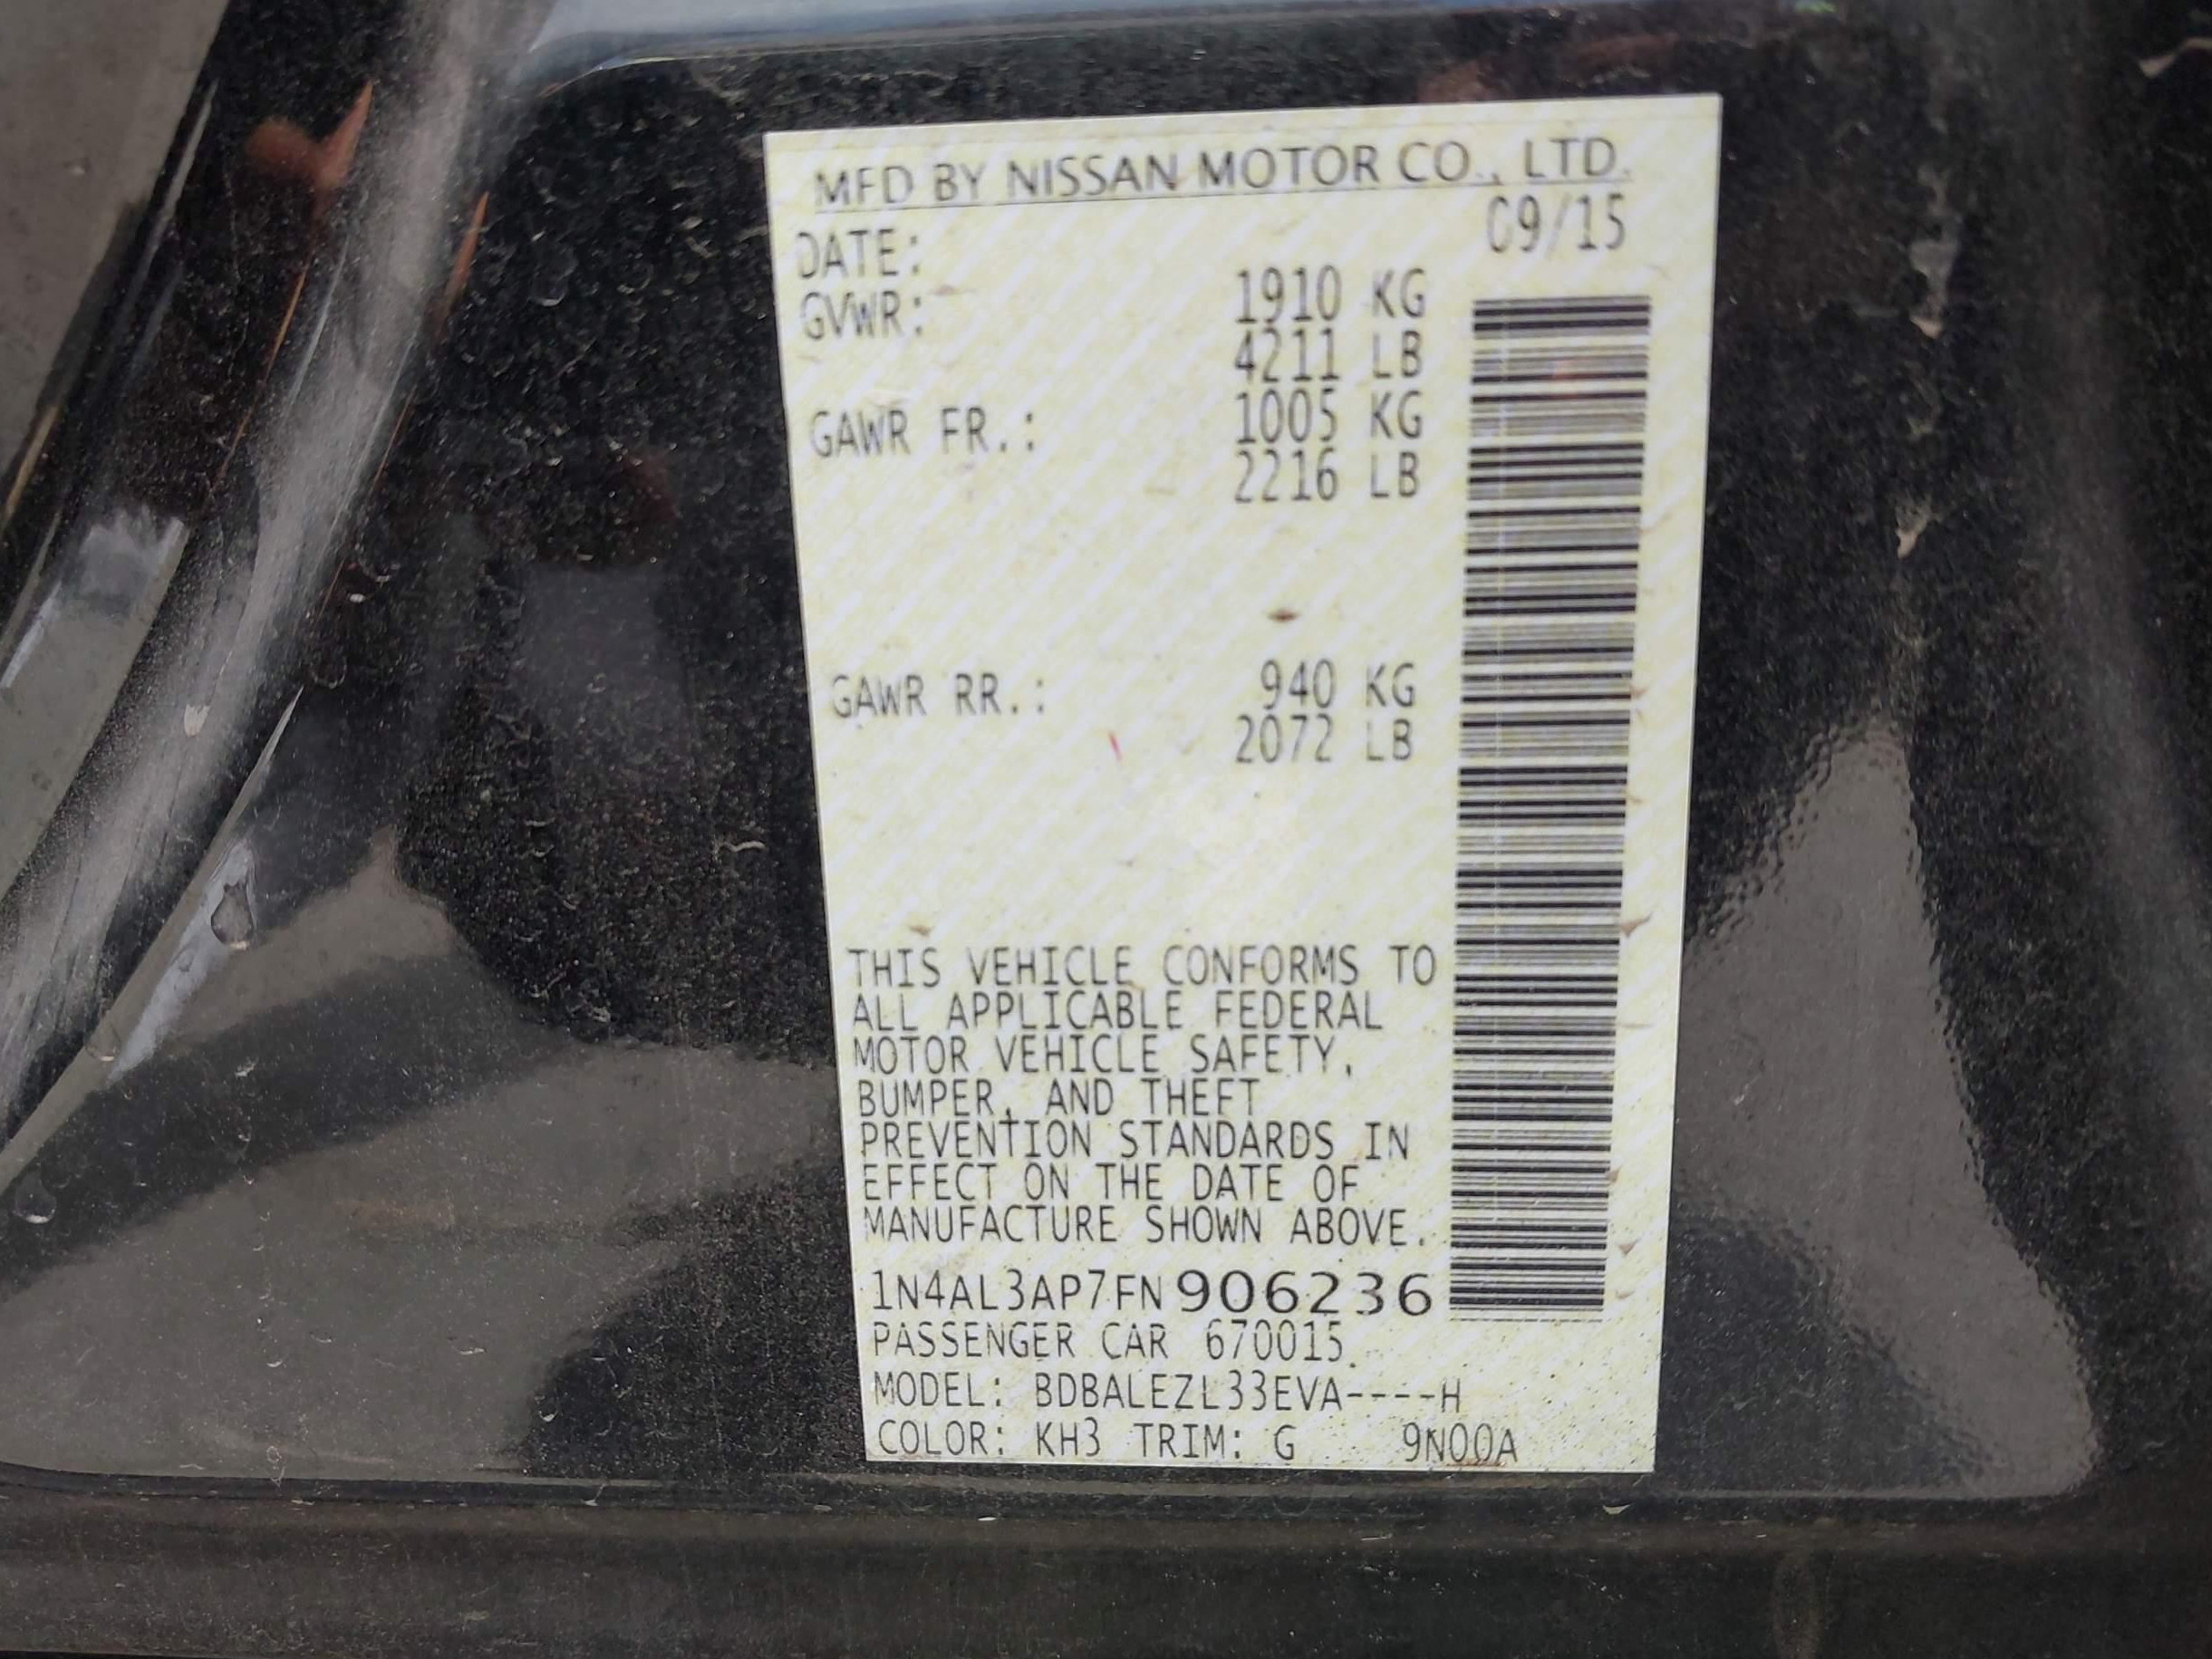 MFD BY NISSAN MOTOR CO., LTD.
DATE: 09/15
GVWR: 1910 KG
4211 LB
GAWR FR.: 1005 KG
2216 LB
GAWR RR.: 940 KG
2072 LB
THIS VEHICLE CONFORMS TO
ALL APPLICABLE FEDERAL
MOTOR VEHICLE SAFETY,
BUMPER, AND THEFT
PREVENTION STANDARDS IN
EFFECT ON THE DATE OF
MANUFACTURE SHOWN ABOVE.
1N4AL3AP7FN906236
PASSENGER CAR 670015
MODEL: BDBALEZL33EVA----H
COLOR: KH3 TRIM: G 9N00A